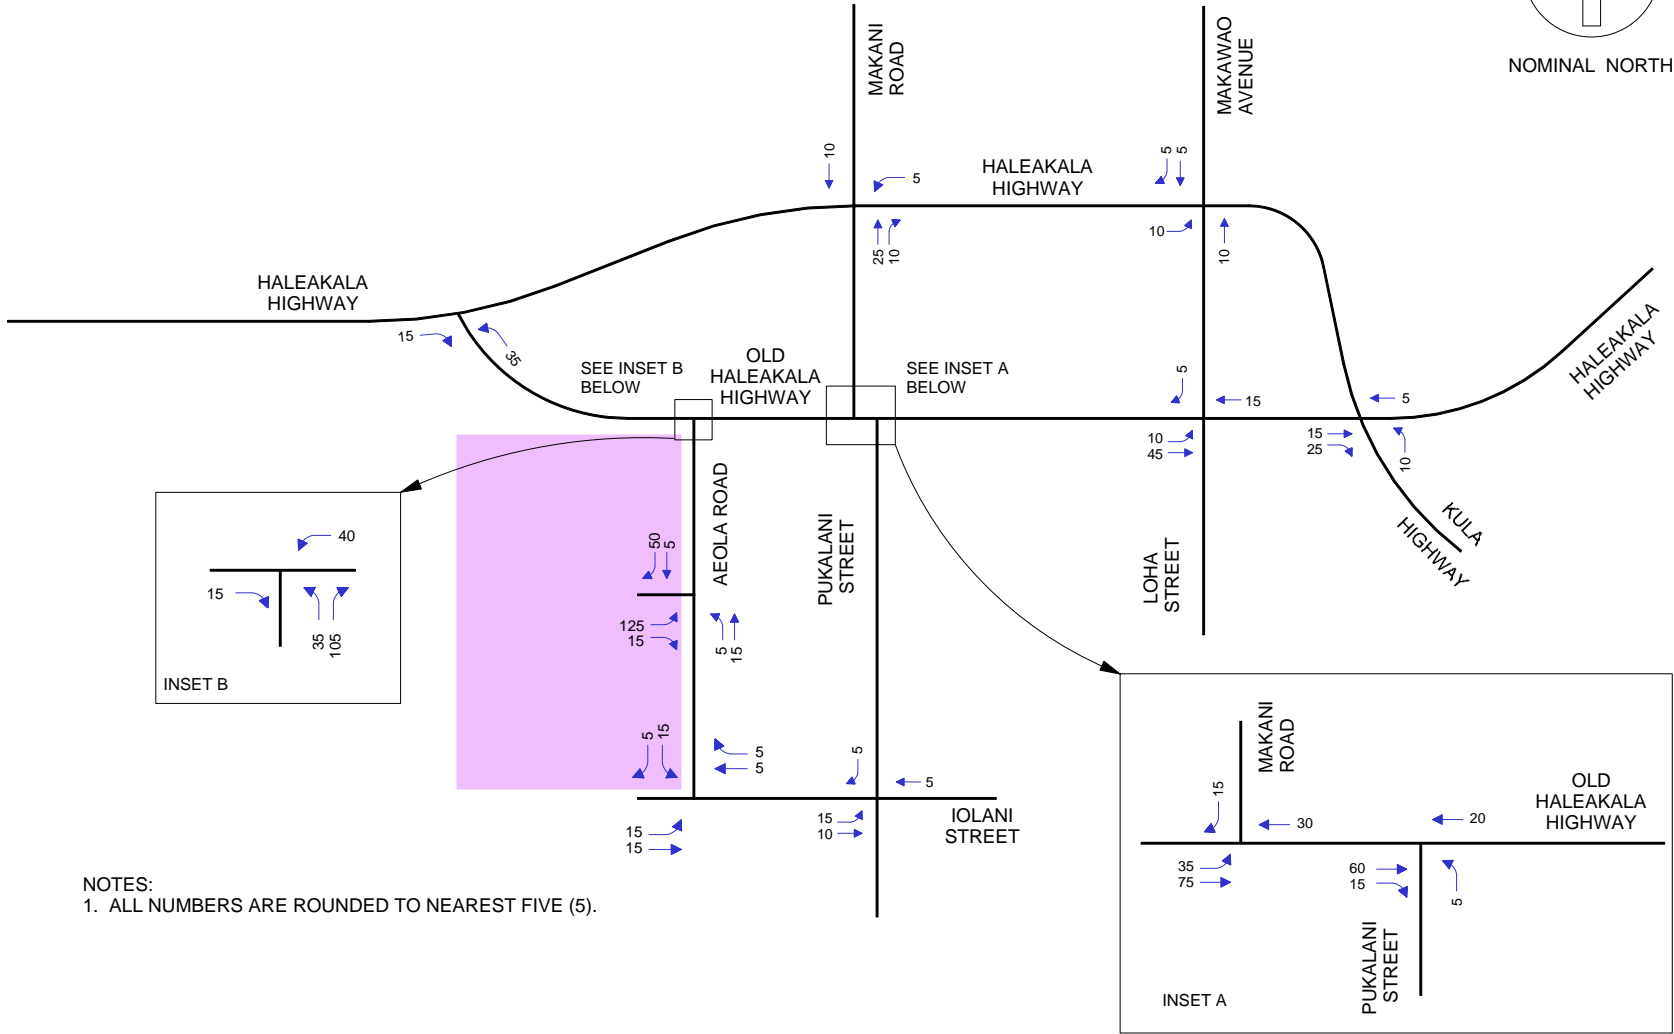 MAKANI
ROAD
MAKAWAO
AVENUE
NOMINAL NORTH
10
5
HALEAKALA
HIGHWAY
5
5
25
10
10
10
HALEAKALA
HIGHWAY
15
35
SEE INSET B
BELOW
OLD
HALEAKALA
HIGHWAY
SEE INSET A
BELOW
5
15
10
45
5
15
25
10
HALEAKALA
HIGHWAY
KULA
HIGHWAY
AEOLA ROAD
PUKALANI
STREET
LOHA
STREET
40
15
35
105
INSET B
50
5
125
15
5
15
5
15
5
5
15
15
5
5
15
10
IOLANI
STREET
MAKANI
ROAD
OLD
HALEAKALA
HIGHWAY
15
30
20
35
75
60
15
5
PUKALANI
STREET
INSET A
NOTES:
1. ALL NUMBERS ARE ROUNDED TO NEAREST FIVE (5).